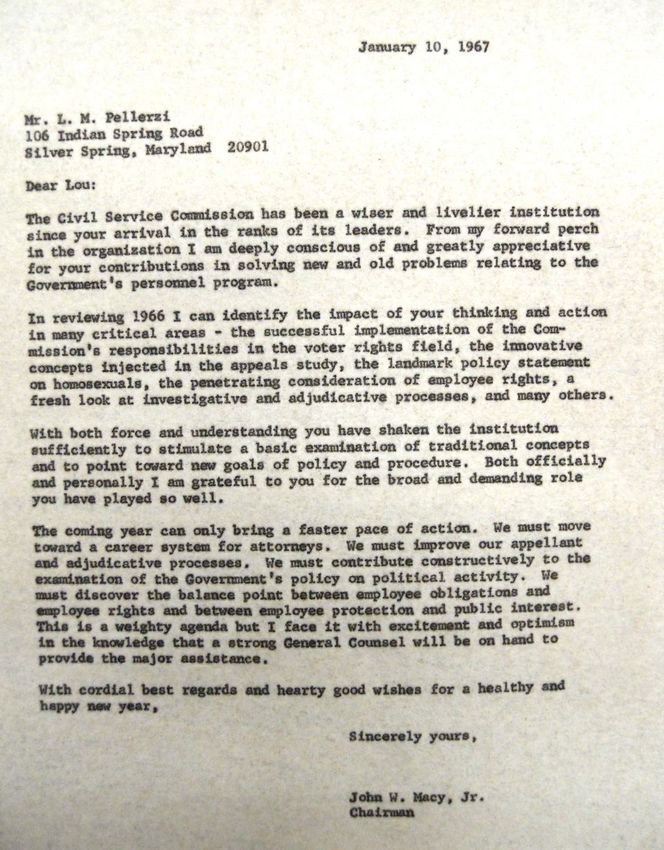 January 10, 1967
Mr. L. M. Pellerzi
106 Indian Spring Road
Silver Spring, Maryland 20901
Dear Lou:
The Civil Service Commission has been a wiser and livelier institution
since your arrival in the ranks of its leaders. From my forward perch
in the organization I am deeply conscious of and greatly appreciative
for your contributions in solving new and old problems relating to the
Government's personnel program.
In reviewing 1966 I can identify the impact of your thinking and action
in many critical areas - the successful implementation of the Com-
mission's responsibilities in the voter rights field, the innovative
concepts injected in the appeals study, the landmark policy statement
on homosexuals, the penetrating consideration of employee rights, a
fresh look at investigative and adjudicative processes, and many others.
With both force and understanding you have shaken the institution
sufficiently to stimulate a basic examination of traditional concepts
and to point toward new goals of policy and procedure. Both officially
and personally I am grateful to you for the broad and demanding role
you have played so well.
The coming year can only bring a faster pace of action. We must move
toward a career system for attorneys. We must improve our appellant
and adjudicative processes. We must contribute constructively to the
examination of the Government's policy on political activity. We
must discover the balance point between employee obligations and
employee rights and between employee protection and public interest.
This is a weighty agenda but I face it with excitement and optimism
in the knowledge that a strong General Counsel will be on hand to
provide the major assistance.
With cordial best regards and hearty good wishes for a healthy and
happy new year,
Sincerely yours,
John W. Macy, Jr.
Chairman